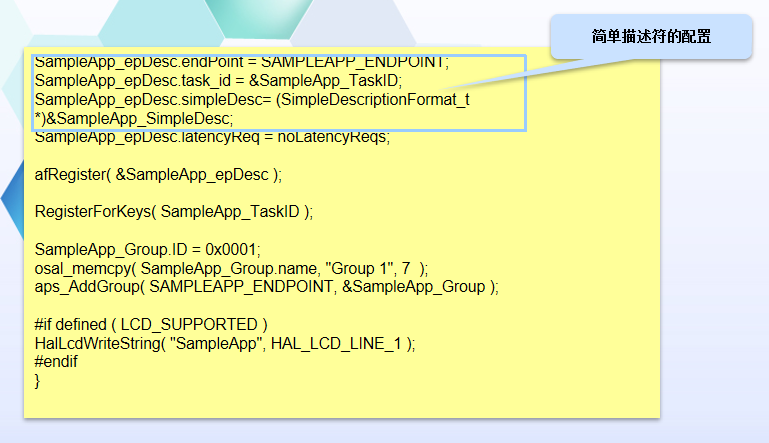 简单描述符的配置
SampleApp_epDesc.endPoint = SAMPLEAPP_ENDPOINT;
SampleApp_epDesc.task_id = &SampleApp_TaskID;
SampleApp_epDesc.simpleDesc= (SimpleDescriptionFormat_t
*)&SampleApp_SimpleDesc;
SampleApp_epDesc.latencyReq = noLatencyReqs;
afRegister( &SampleApp_epDesc );
RegisterForKeys( SampleApp_TaskID );
SampleApp_Group.ID = 0x0001;
osal_memcpy( SampleApp_Group.name, "Group 1", 7  );
aps_AddGroup( SAMPLEAPP_ENDPOINT, &SampleApp_Group );
#if defined ( LCD_SUPPORTED )
HalLcdWriteString( "SampleApp", HAL_LCD_LINE_1 );
#endif
}